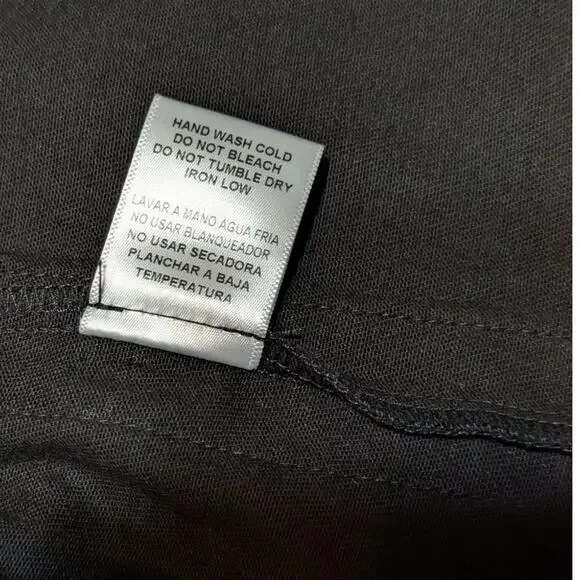 HAND WASH COLD
DO NOT BLEACH
DO NOT TUMBLE DRY
IRON LOW
LAVAR A MANO AGUA FRIA
NO USAR BLANQUEADOR
NO USAR SECADORA
PLANCHAR A BAJA
TEMPERATURA